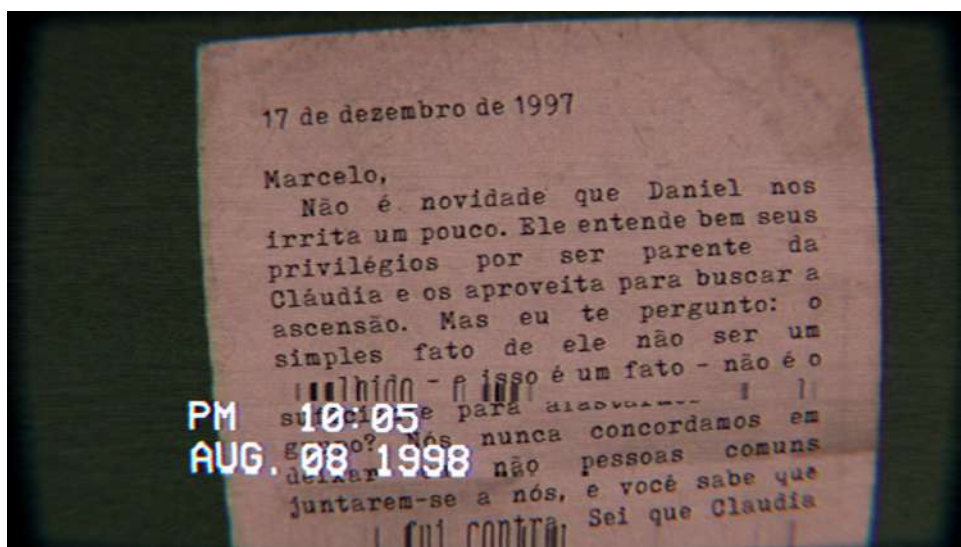 17 de dezembro de 1997
Marcelo,
Não é novidade que Daniel nos
irrita um pouco. Ele entende bem seus
privilégios por ser parente da
Cláudia e os aproveita para buscar a
ascensão. Mas eu te pergunto: o
simples fato de ele não ser um
- e isso é um fato - não é o
para
Nós nunca concordamos em
não pessoas comuns
juntarem-se a nós, e você sabe que
fui contra. Sei que Claudia
PM 10:05
AUG. 08 1998